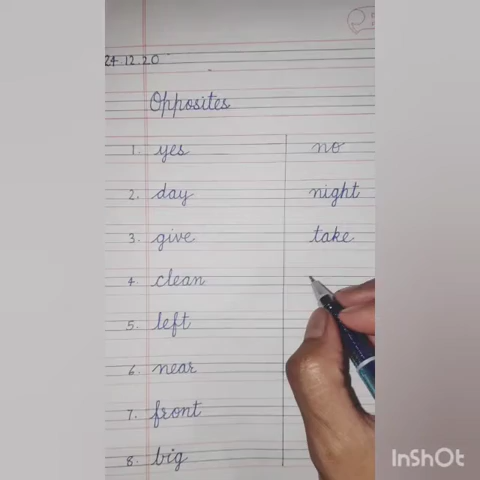 24.12.20
Opposites
1. yes no
2. day night
3. give take
4. clean
5. left
6. near
7. front
8. big
InShOt